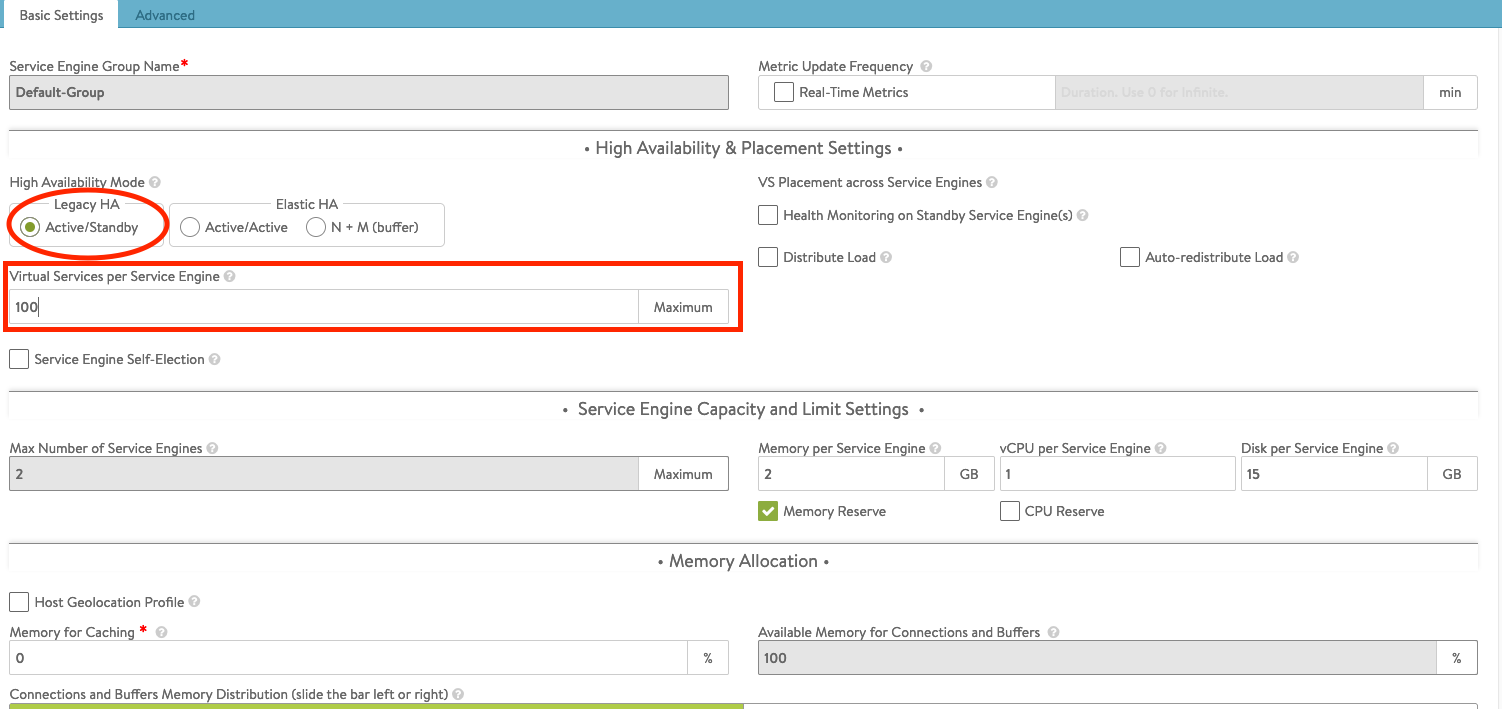 Basic Settings Advanced
Service Engine Group Name*
Default-Group
Metric Update Frequency ?
Real-Time Metrics Duration. Use 0 for Infinite. min
• High Availability & Placement Settings •
High Availability Mode ?
Legacy HA
Active/Standby
Elastic HA
Active/Active N + M (buffer)
VS Placement across Service Engines ?
Health Monitoring on Standby Service Engine(s) ?
Distribute Load ? Auto-redistribute Load ?
Virtual Services per Service Engine ?
100 Maximum
Service Engine Self-Election ?
• Service Engine Capacity and Limit Settings •
Max Number of Service Engines ?
2 Maximum
Memory per Service Engine ? vCPU per Service Engine ? Disk per Service Engine ?
2 GB 1 15 GB
Memory Reserve CPU Reserve
• Memory Allocation •
Host Geolocation Profile ?
Memory for Caching * ?
0 %
Available Memory for Connections and Buffers ?
100 %
Connections and Buffers Memory Distribution (slide the bar left or right) ?